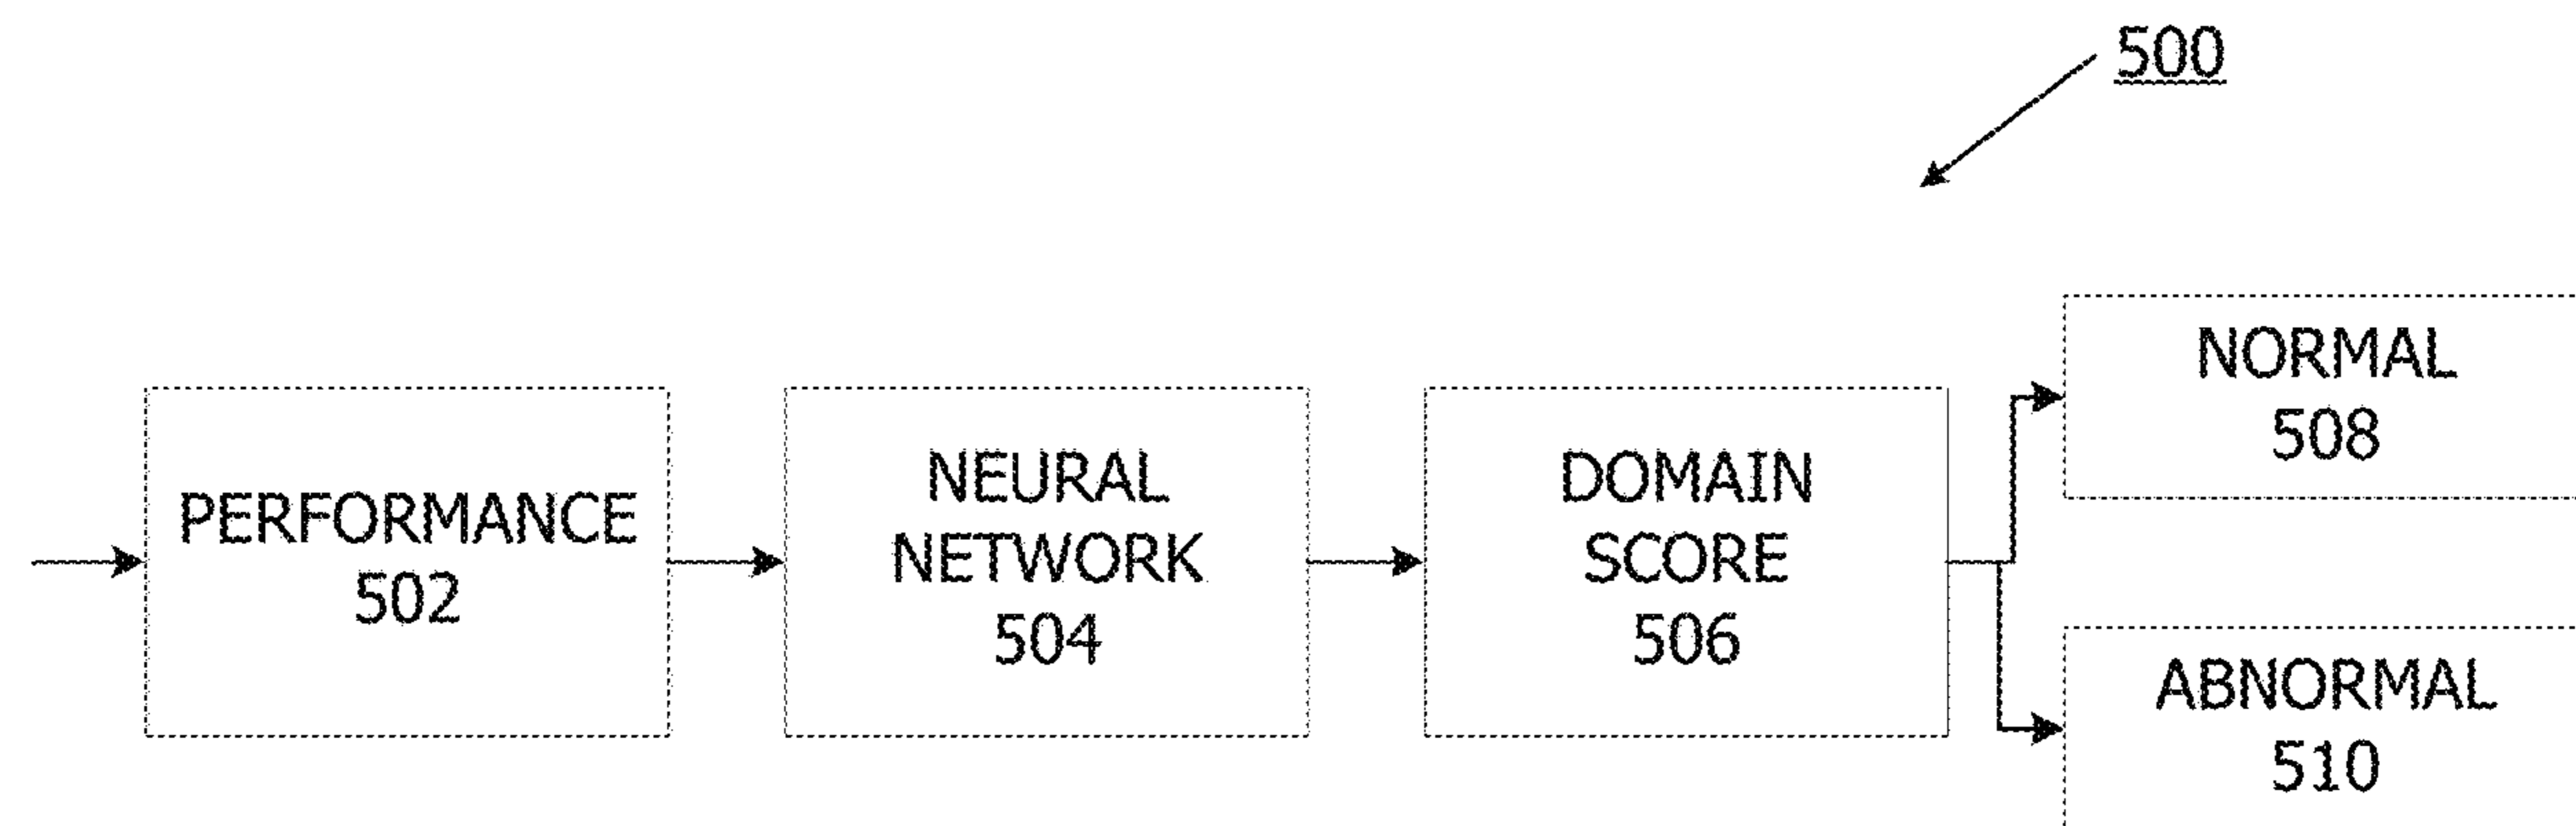 500
PERFORMANCE
502
NEURAL
NETWORK
504
DOMAIN
SCORE
506
NORMAL
508
ABNORMAL
510